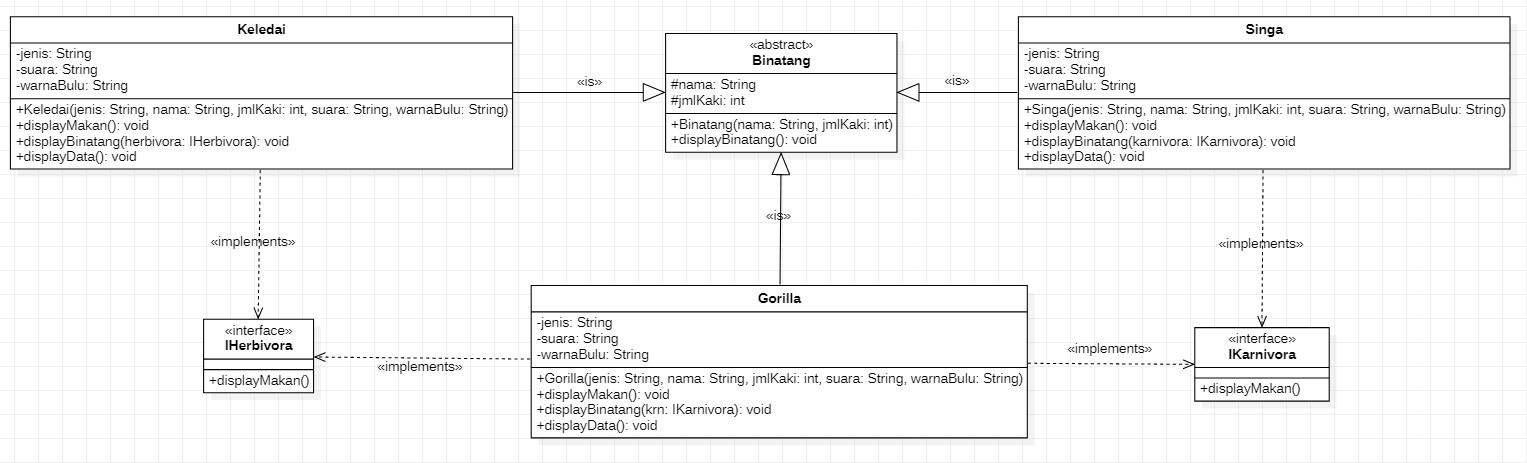 Keledai
-jenis: String
-suara: String
-warnaBulu: String
+Keledai(jenis: String, nama: String, jmlKaki: int, suara: String, warnaBulu: String)
+displayMakan(): void
+displayBinatang(herbivora: IHerbivora): void
+displayData(): void
«is»
«abstract»
Binatang
#nama: String
#jmlKaki: int
+Binatang(nama: String, jmlKaki: int)
+displayBinatang(): void
«is»
Singa
-jenis: String
-suara: String
-warnaBulu: String
+Singa(jenis: String, nama: String, jmlKaki: int, suara: String, warnaBulu: String)
+displayMakan(): void
+displayBinatang(karnivora: IKarnivora): void
+displayData(): void
«is»
«implements»
«implements»
«interface»
IHerbivora
+displayMakan()
«implements»
Gorilla
-jenis: String
-suara: String
-warnaBulu: String
+Gorilla(jenis: String, nama: String, jmlKaki: int, suara: String, warnaBulu: String)
+displayMakan(): void
+displayBinatang(krn: IKarnivora): void
+displayData(): void
«implements»
«interface»
IKarnivora
+displayMakan()